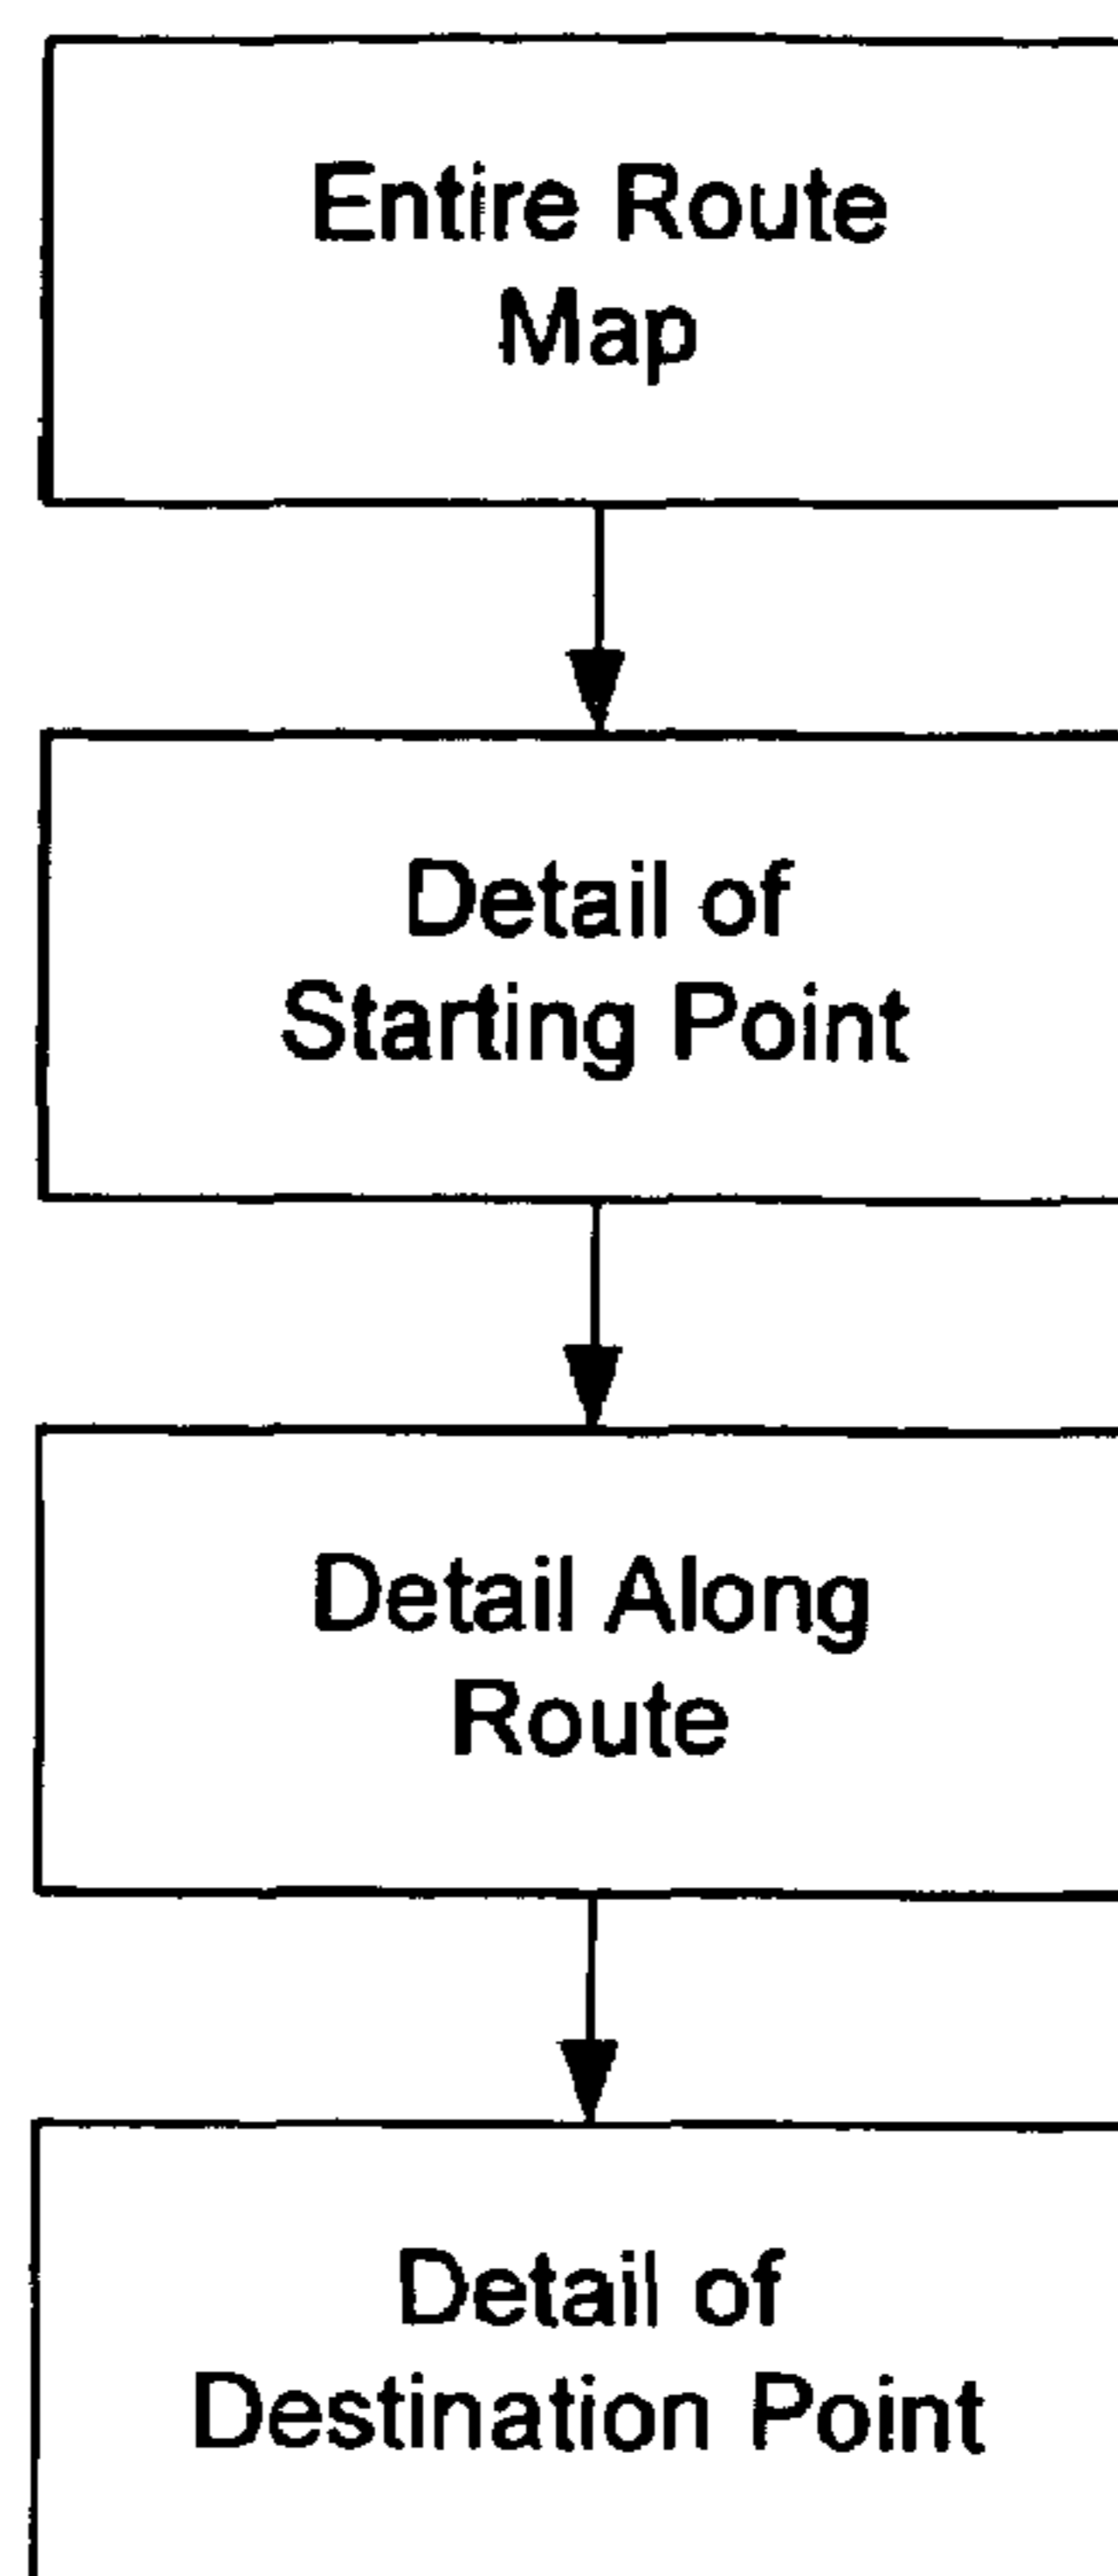 Entire Route
Map
Detail of
Starting Point
Detail Along
Route
Detail of
Destination Point